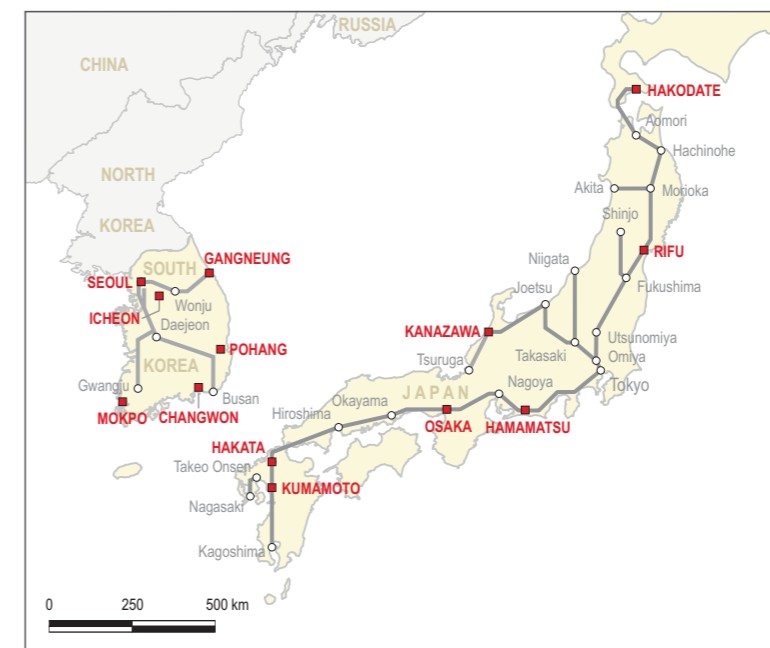 RUSSIA
CHINA
HAKODATE
Aomori
Hachinohe
NORTH
KOREA
Akita
Morioka
Shinjo
GANGNEUNG
SOUTH
SEOUL
Wonju
ICHEON
Daejeon
RIFU
Niigata
Joetsu
Fukushima
KANAZAWA
Utsunomiya
Takasaki
Omiya
POHANG
KOREA
Tsuruga
Tokyo
Gwangju
Busan
JAPAN
Nagoya
Okayama
Hiroshima
MOKPO
CHANGWON
OSAKA
HAMAMATSU
HAKATA
Takeo Onsen
KUMAMOTO
Nagasaki
Kagoshima
0 250 500 km